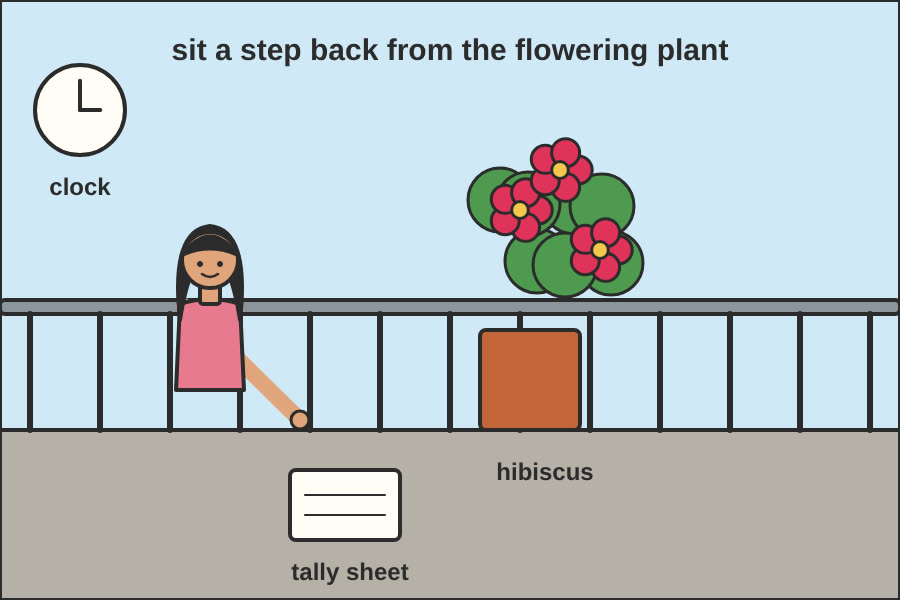 sit a step back from the flowering plant
clock
hibiscus
tally sheet